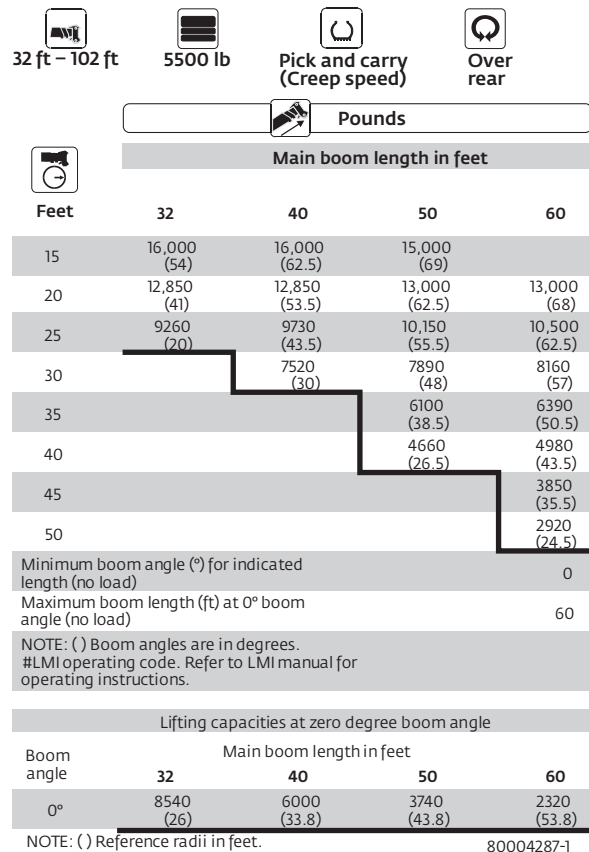 32 ft – 102 ft 5500 lb Pick and carry Over
(Creep speed) rear
Pounds
Main boom length in feet
Feet 32 40 50 60
15 16,000 16,000 15,000
(54) (62.5) (69)
20 12,850 12,850 13,000 13,000
(41) (53.5) (62.5) (68)
25 9260 9730 10,150 10,500
(20) (43.5) (55.5) (62.5)
30 7520 7890 8160
(30) (48) (57)
35 6100 6390
(38.5) (50.5)
40 4660 4980
(26.5) (43.5)
45 3850
(35.5)
50 2920
(24.5)
Minimum boom angle (°) for indicated
length (no load) 0
Maximum boom length (ft) at 0° boom
angle (no load) 60
NOTE: ( ) Boom angles are in degrees.
#LMI operating code. Refer to LMI manual for
operating instructions.
Lifting capacities at zero degree boom angle
Boom Main boom length in feet
angle 32 40 50 60
0° 8540 6000 3740 2320
(26) (33.8) (43.8) (53.8)
NOTE: ( ) Reference radii in feet. 80004287-1